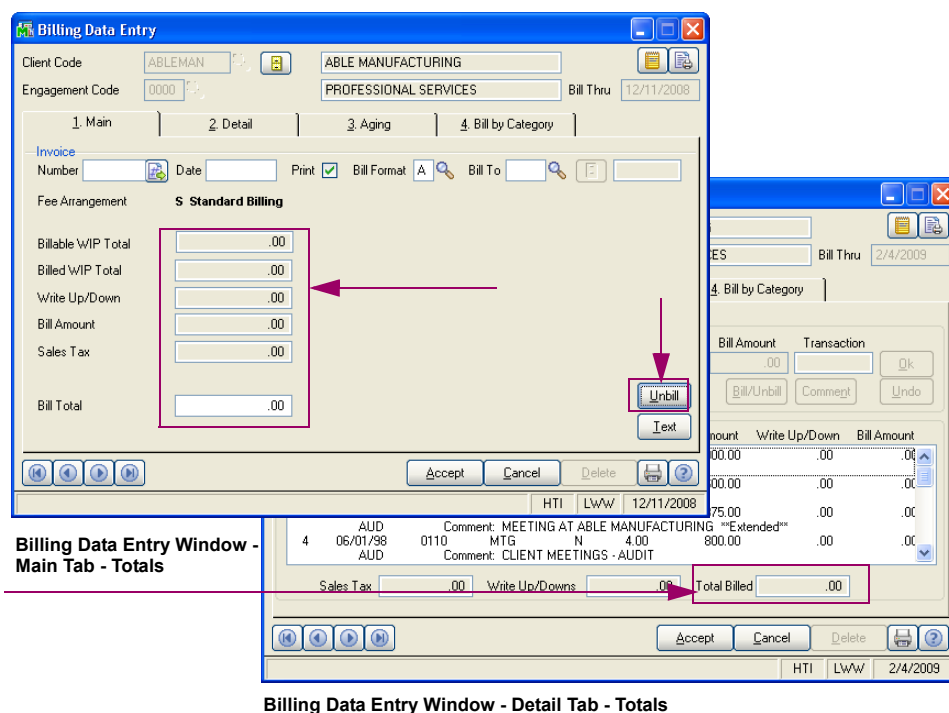 Billing Data Entry
Client Code ABLEMAN ABLE MANUFACTURING
Engagement Code 0000 PROFESSIONAL SERVICES Bill Thru 12/11/2008
1. Main 2. Detail 3. Aging 4. Bill by Category
Invoice
Number Date Print Bill Format A Bill To
Fee Arrangement S Standard Billing
Billable WIP Total .00
Billed WIP Total .00
Write Up/Down .00
Bill Amount .00
Sales Tax .00
Bill Total .00
Unbill
Text
Accept Cancel Delete
HTI LWW 12/11/2008
Billing Data Entry Window -
Main Tab - Totals
Bill Thru 2/4/2009
4. Bill by Category
Bill Amount Transaction
.00 Ok
Bill/Unbill Comment Undo
Write Up/Down Bill Amount
00.00 .00 .00
00.00 .00 .00
75.00 .00 .00
AUD Comment: MEETING AT ABLE MANUFACTURING **Extended**
4 06/01/98 0110 MTG N 4.00 800.00 .00 .00
AUD Comment: CLIENT MEETINGS - AUDIT
Sales Tax .00 Write Up/Downs .00 Total Billed .00
Accept Cancel Delete
HTI LWW 2/4/2009
Billing Data Entry Window - Detail Tab - Totals